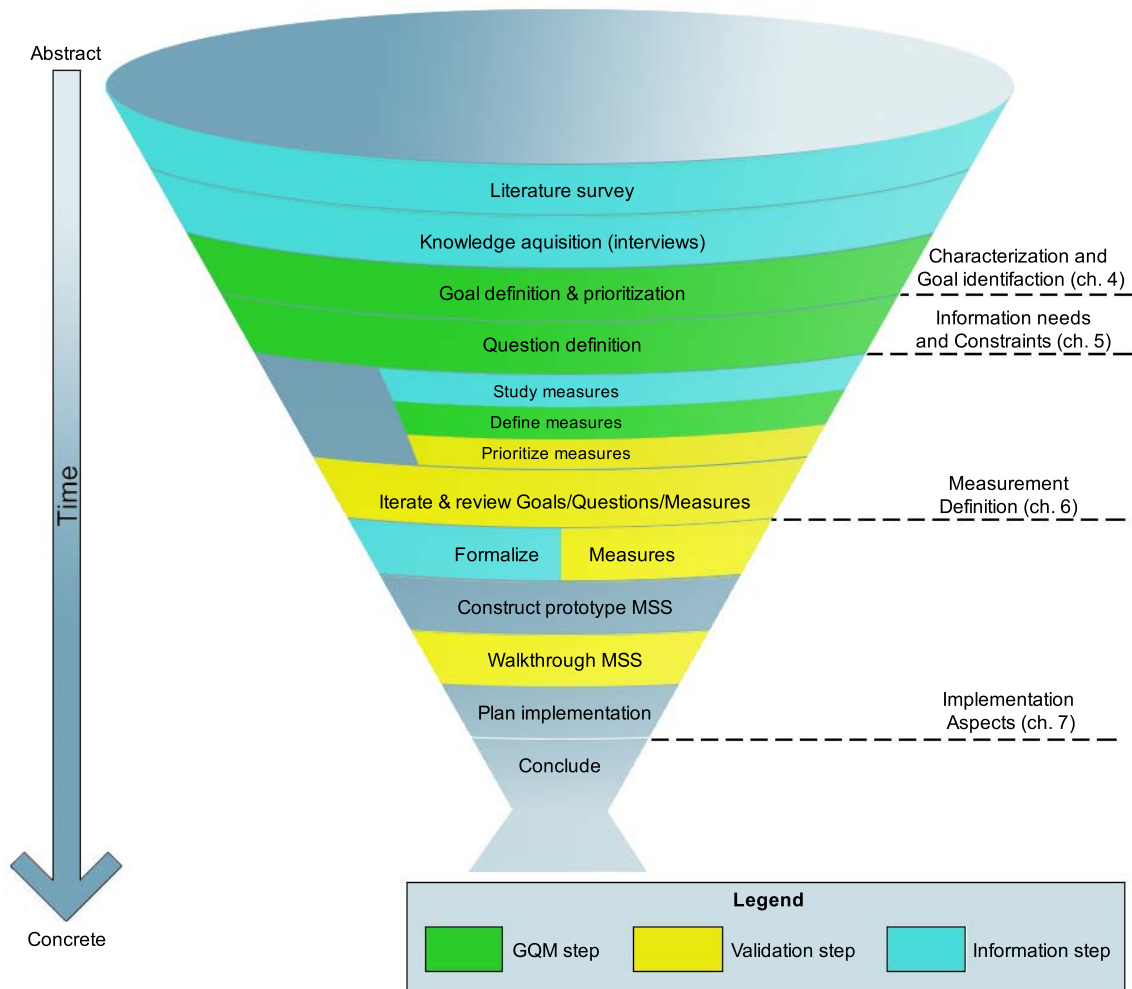 Abstract
Literature survey
Knowledge aquisition (interviews)
Goal definition & prioritization
Characterization and
Goal identifaction (ch. 4)
Question definition
Information needs
and Constraints (ch. 5)
Study measures
Define measures
Prioritize measures
Iterate & review Goals/Questions/Measures
Measurement
Definition (ch. 6)
Formalize Measures
Construct prototype MSS
Walkthrough MSS
Plan implementation
Implementation
Aspects (ch. 7)
Conclude
Time
Concrete
Legend
GQM step
Validation step
Information step